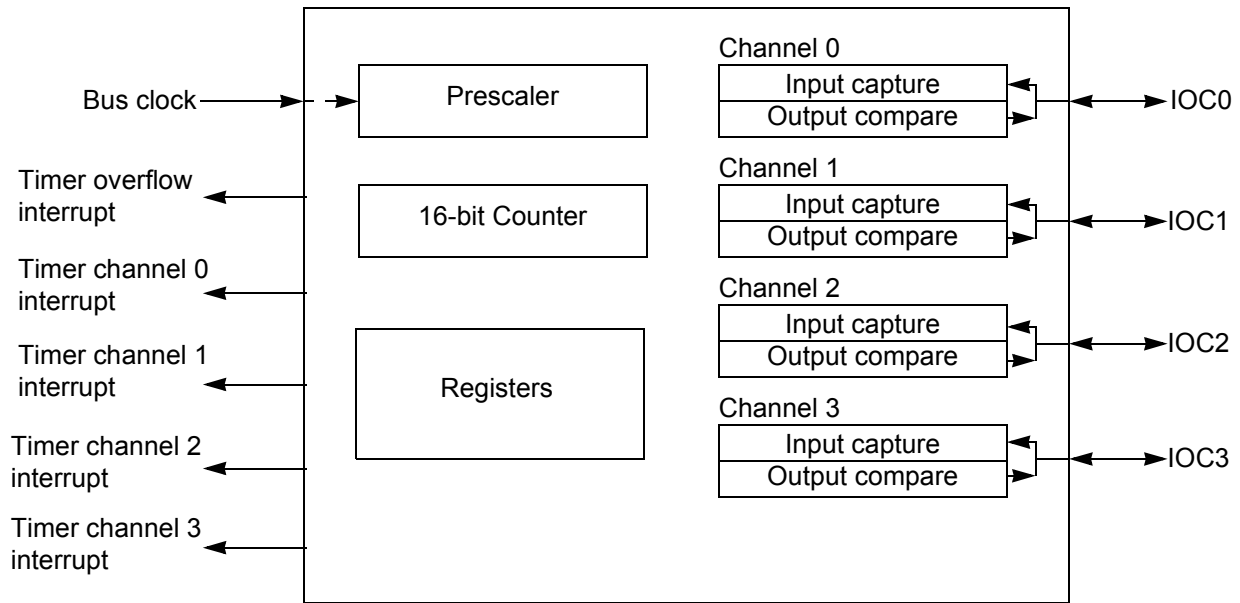 Bus clock
Timer overflow
interrupt
Timer channel 0
interrupt
Timer channel 1
interrupt
Timer channel 2
interrupt
Timer channel 3
interrupt
Prescaler
16-bit Counter
Registers
Channel 0
Input capture
Output compare
IOC0
Channel 1
Input capture
Output compare
IOC1
Channel 2
Input capture
Output compare
IOC2
Channel 3
Input capture
Output compare
IOC3